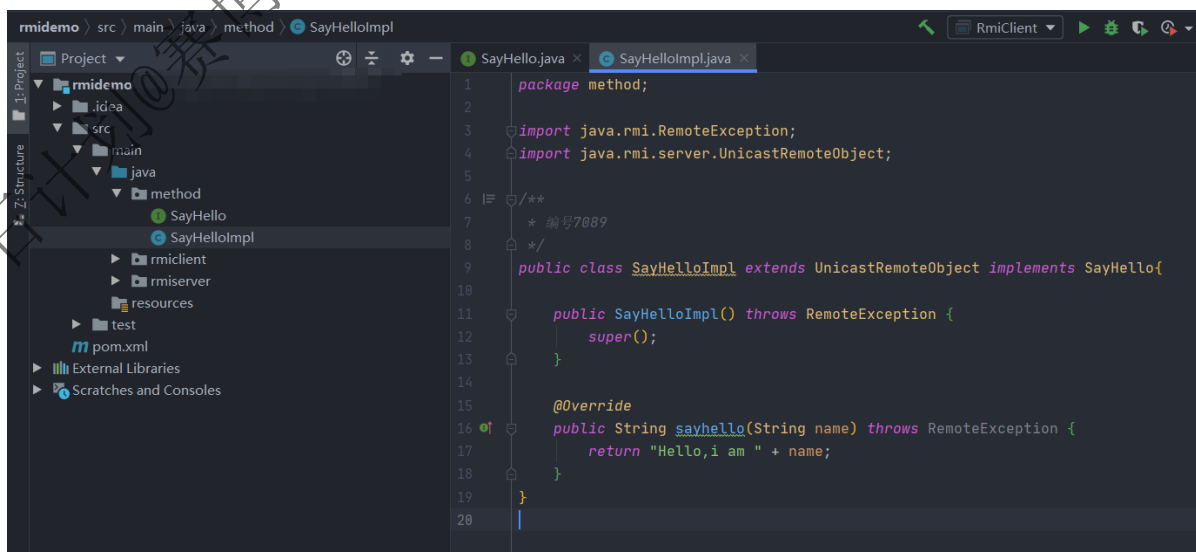 rmidemo 〉 src 〉 main 〉 java 〉 method 〉 SayHelloImpl
RmiClient
Project
SayHello.java
SayHelloImpl.java
1: Project
Z: Structure
rmidemo
.idea
src
main
java
method
SayHello
SayHelloImpl
rmiclient
rmiserver
resources
test
pom.xml
External Libraries
Scratches and Consoles
1 package method;
2
3 import java.rmi.RemoteException;
4 import java.rmi.server.UnicastRemoteObject;
5
6 /**
7 * 编号7089
8 */
9 public class SayHelloImpl extends UnicastRemoteObject implements SayHello{
10
11 public SayHelloImpl() throws RemoteException {
12 super();
13 }
14
15 @Override
16 public String sayhello(String name) throws RemoteException {
17 return "Hello,i am " + name;
18 }
19 }
20
计划@赛博